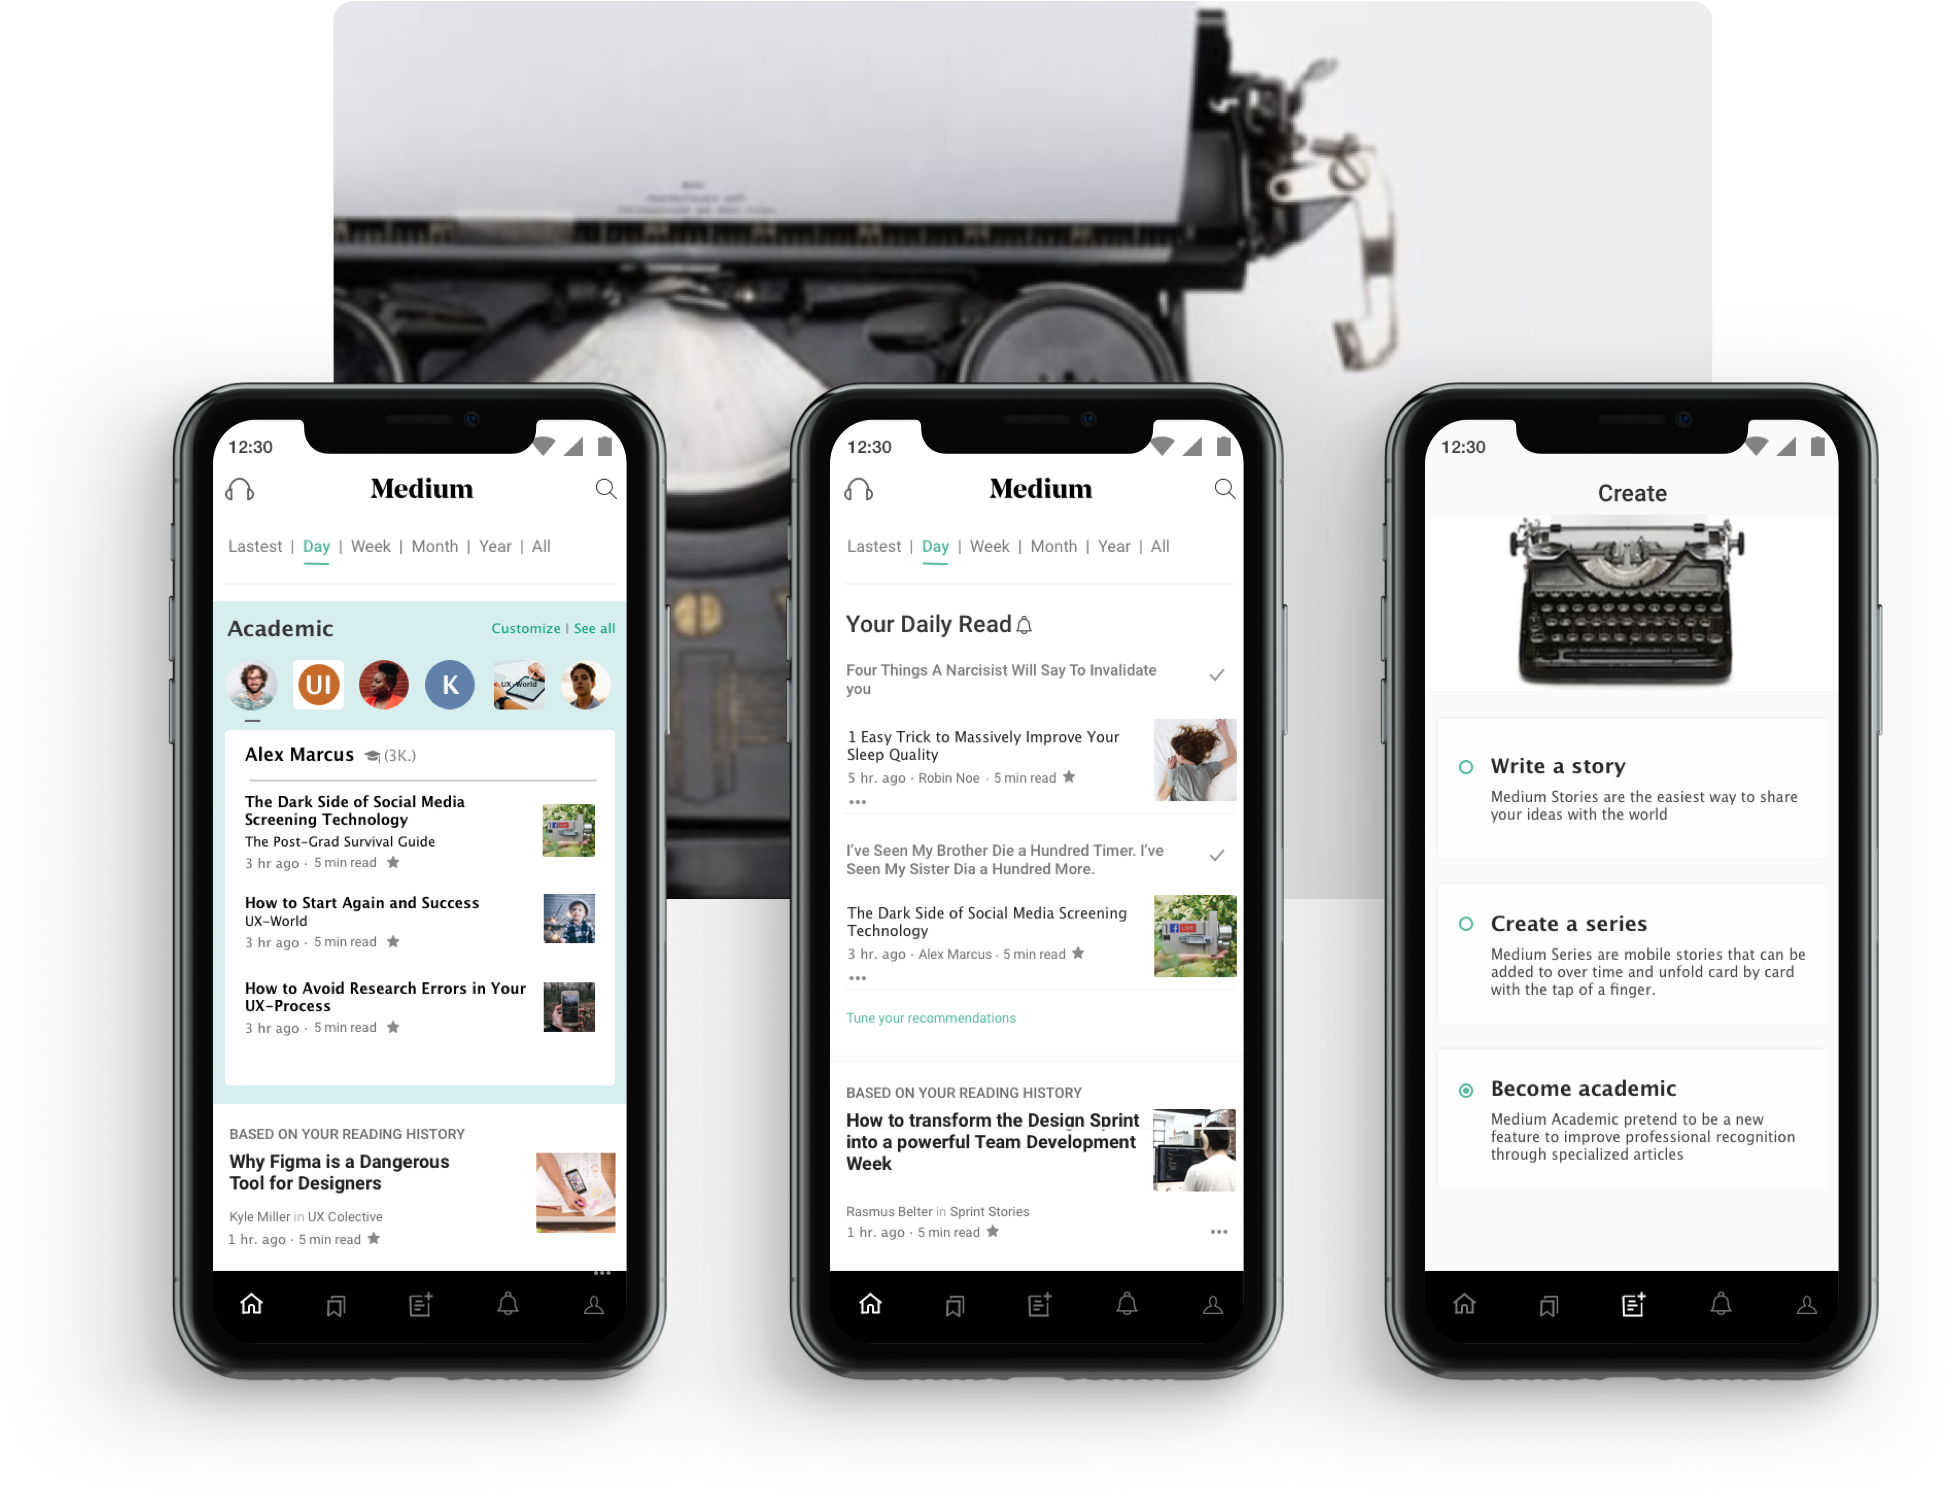 12:30
Medium
Lastest | Day | Week | Month | Year | All
Academic
Customize | See all
UI
K
UX-World
Alex Marcus (3K.)
The Dark Side of Social Media
Screening Technology
The Post-Grad Survival Guide
3 hr ago · 5 min read
How to Start Again and Success
UX-World
3 hr ago · 5 min read
How to Avoid Research Errors in Your
UX-Process
3 hr ago · 5 min read
BASED ON YOUR READING HISTORY
Why Figma is a Dangerous
Tool for Designers
Kyle Miller in UX Colective
1 hr. ago · 5 min read
12:30
Medium
Lastest | Day | Week | Month | Year | All
Your Daily Read
Four Things A Narcisist Will Say To Invalidate
you
1 Easy Trick to Massively Improve Your
Sleep Quality
5 hr. ago · Robin Noe · 5 min read
I've Seen My Brother Die a Hundred Timer. I've
Seen My Sister Dia a Hundred More.
The Dark Side of Social Media Screening
Technology
3 hr. ago · Alex Marcus · 5 min read
LIVE
Tune your recommendations
BASED ON YOUR READING HISTORY
How to transform the Design Sprint
into a powerful Team Development
Week
Rasmus Belter in Sprint Stories
1 hr. ago · 5 min read
12:30
Create
Write a story
Medium Stories are the easiest way to share
your ideas with the world
Create a series
Medium Series are mobile stories that can be
added to over time and unfold card by card
with the tap of a finger.
Become academic
Medium Academic pretend to be a new
feature to improve professional recognition
through specialized articles